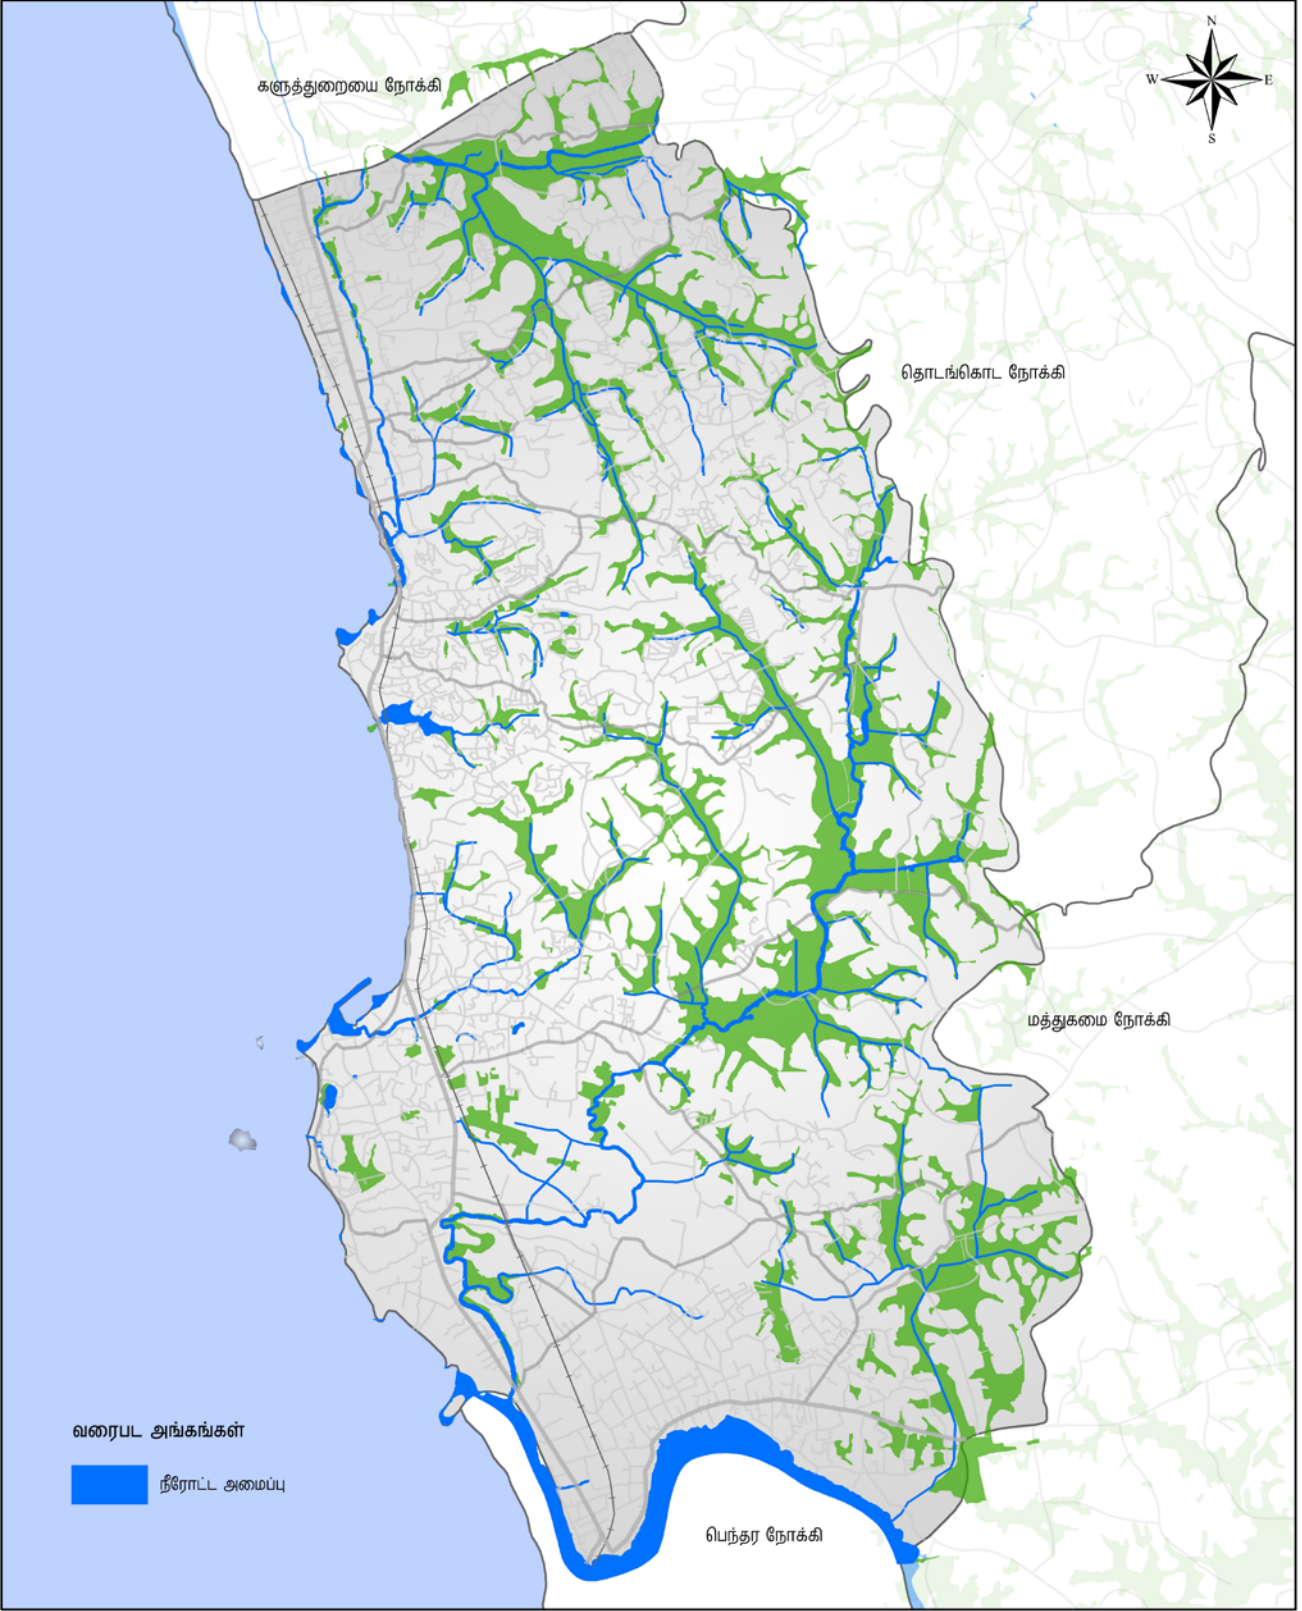 N
W E
S
களுத்துறையை நோக்கி
தொடங்கொட நோக்கி
மத்துகமை நோக்கி
வரைபட அங்கங்கள்
நீரோட்ட அமைப்பு
பெந்தர நோக்கி